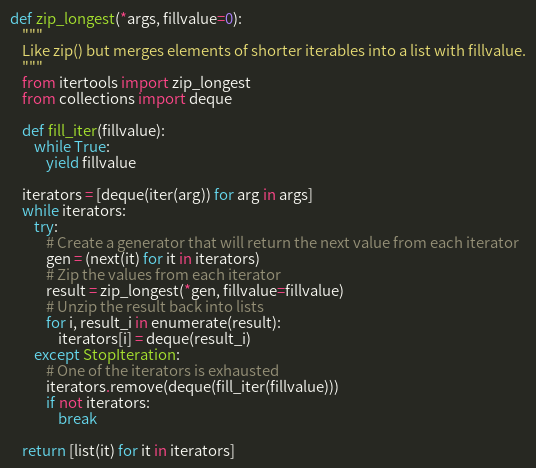 def zip_longest(*args, fillvalue=0):
    """
    Like zip() but merges elements of shorter iterables into a list with fillvalue.
    """
    from itertools import zip_longest
    from collections import deque

    def fill_iter(fillvalue):
        while True:
            yield fillvalue

    iterators = [deque(iter(arg)) for arg in args]
    while iterators:
        try:
            # Create a generator that will return the next value from each iterator
            gen = (next(it) for it in iterators)
            # Zip the values from each iterator
            result = zip_longest(*gen, fillvalue=fillvalue)
            # Unzip the result back into lists
            for i, result_i in enumerate(result):
                iterators[i] = deque(result_i)
        except StopIteration:
            # One of the iterators is exhausted
            iterators.remove(deque(fill_iter(fillvalue)))
            if not iterators:
                break

    return [list(it) for it in iterators]